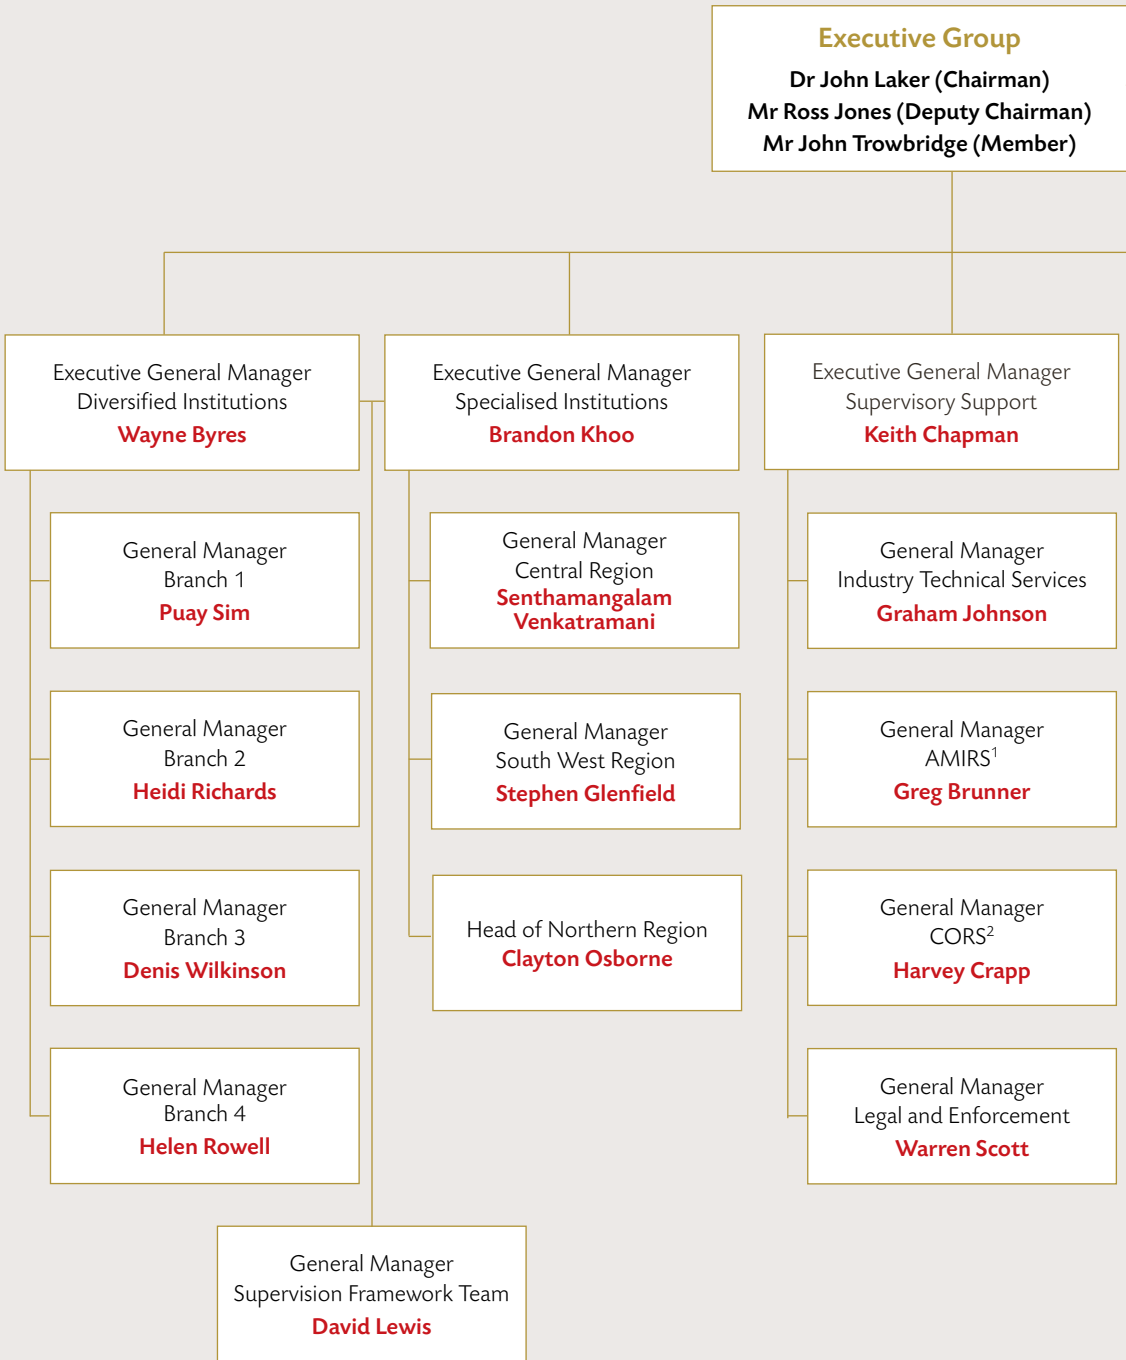 Executive Group
Dr John Laker (Chairman)
Mr Ross Jones (Deputy Chairman)
Mr John Trowbridge (Member)
Executive General Manager
Diversified Institutions
Wayne Byres
General Manager
Branch 1
Puay Sim
General Manager
Branch 2
Heidi Richards
General Manager
Branch 3
Denis Wilkinson
General Manager
Branch 4
Helen Rowell
Executive General Manager
Specialised Institutions
Brandon Khoo
General Manager
Central Region
Senthamangalam
Venkatramani
General Manager
South West Region
Stephen Glenfield
Head of Northern Region
Clayton Osborne
General Manager
Supervision Framework Team
David Lewis
Executive General Manager
Supervisory Support
Keith Chapman
General Manager
Industry Technical Services
Graham Johnson
General Manager
AMIRS¹
Greg Brunner
General Manager
CORS²
Harvey Crapp
General Manager
Legal and Enforcement
Warren Scott